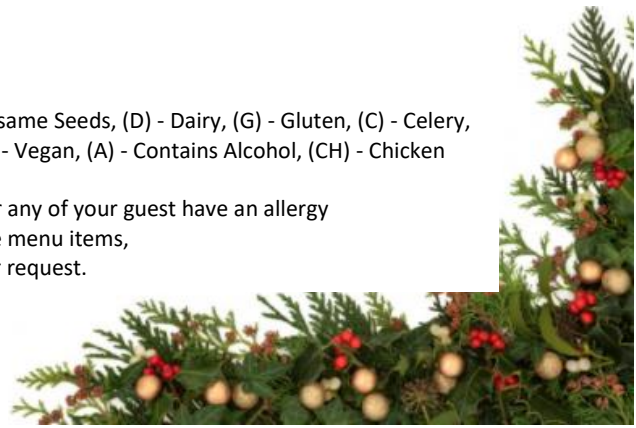 same Seeds, (D) - Dairy, (G) - Gluten, (C) - Celery,
- Vegan, (A) - Contains Alcohol, (CH) - Chicken
any of your guest have an allergy
menu items,
request.